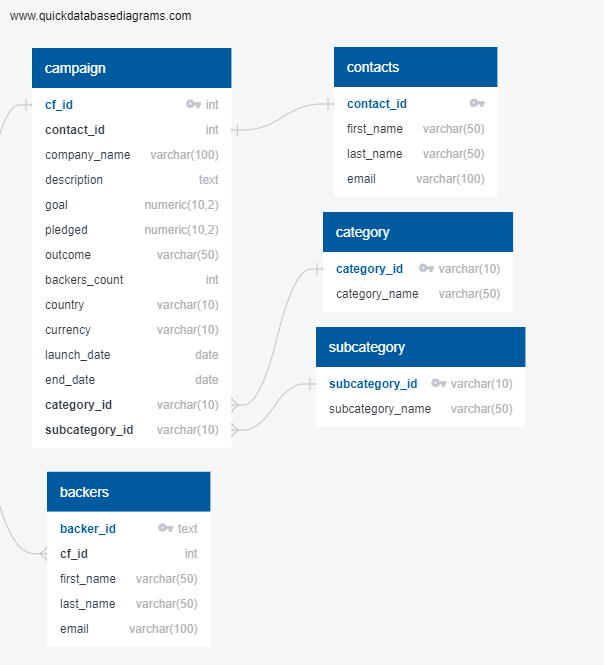 www.quickdatabasediagrams.com
campaign
cf_id int
contact_id int
company_name varchar(100)
description text
goal numeric(10,2)
pledged numeric(10,2)
outcome varchar(50)
backers_count int
country varchar(10)
currency varchar(10)
launch_date date
end_date date
category_id varchar(10)
subcategory_id varchar(10)
contacts
contact_id
first_name varchar(50)
last_name varchar(50)
email varchar(100)
category
category_id varchar(10)
category_name varchar(50)
subcategory
subcategory_id varchar(10)
subcategory_name varchar(50)
backers
backer_id text
cf_id int
first_name varchar(50)
last_name varchar(50)
email varchar(100)